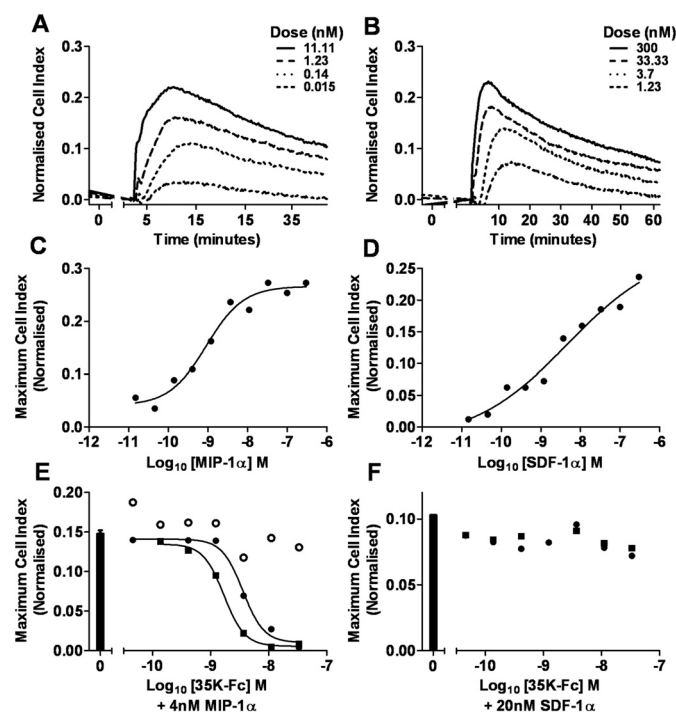 A
Dose (nM)
11.11
1.23
0.14
0.015
Normalised Cell Index
0.3
0.2
0.1
0.0
0 5 15 15 35
Time (minutes)
B
Dose (nM)
300
33.33
3.7
1.23
Normalised Cell Index
0.3
0.2
0.1
0.0
0 10 20 30 40 50 60
Time (minutes)
C
Maximum Cell Index
(Normalised)
0.3
0.2
0.1
0.0
-12 -11 -10 -9 -8 -7 -6
Log10 [MIP-1α] M
D
Maximum Cell Index
(Normalised)
0.25
0.20
0.15
0.10
0.05
0.00
-12 -11 -10 -9 -8 -7 -6
Log10 [SDF-1α] M
E
Maximum Cell Index
(Normalised)
0.20
0.15
0.10
0.05
0.00
0 -10 -9 -8 -7
Log10 [35K-Fc] M
+ 4nM MIP-1α
F
Maximum Cell Index
(Normalised)
0.10
0.05
0.00
0 -10 -9 -8 -7
Log10 [35K-Fc] M
+ 20nM SDF-1α